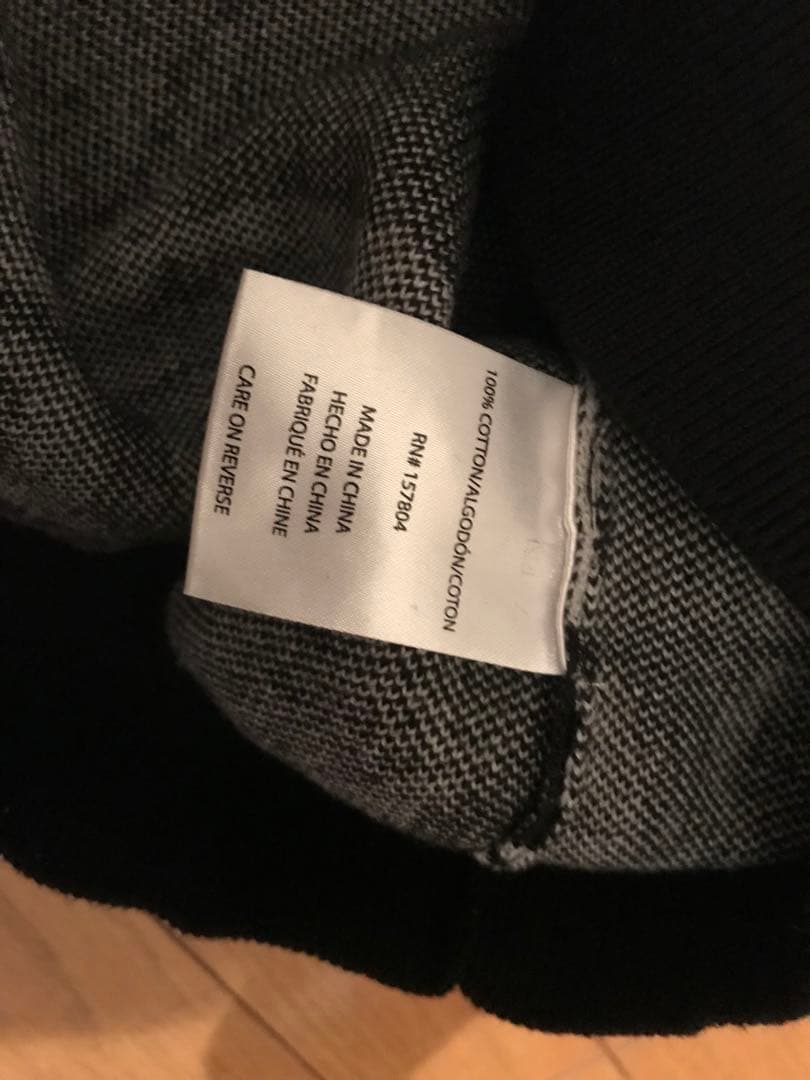 100% COTTON/ALGODÓN/COTON
RN# 157804
MADE IN CHINA
HECHO EN CHINA
FABRIQUÉ EN CHINE
CARE ON REVERSE